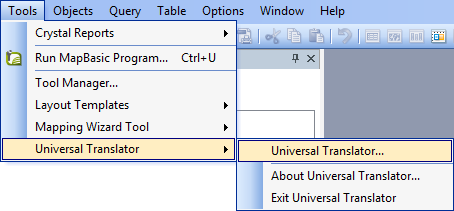 Tools Objects Query Table Options Window Help
Crystal Reports
Run MapBasic Program... Ctrl+U
Tool Manager...
Layout Templates
Mapping Wizard Tool
Universal Translator
Universal Translator...
About Universal Translator...
Exit Universal Translator